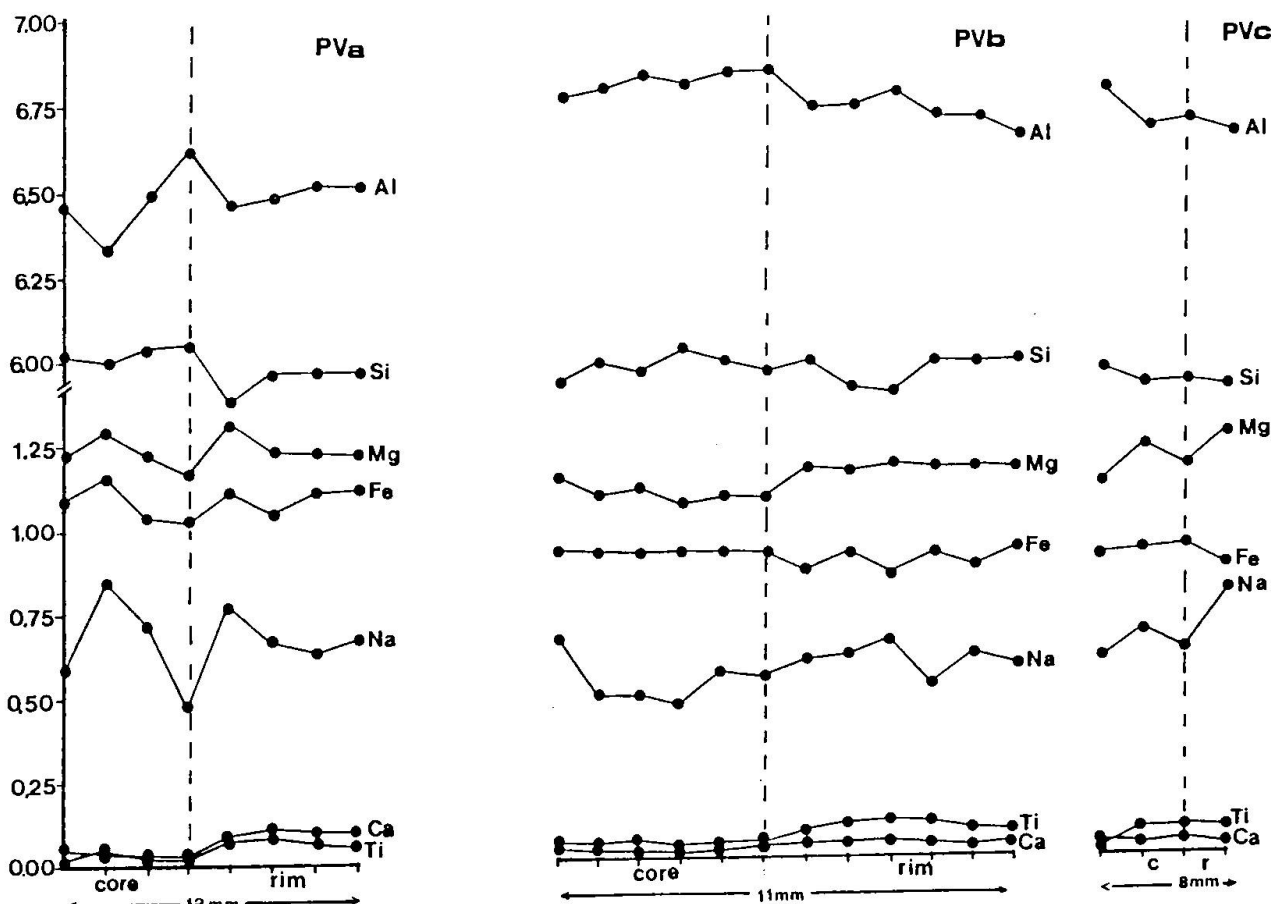 PVa
PVb
PVc
7,00
6,75
6,50
6,25
6,00
1,25
1,00
0,75
0,50
0,25
0,00
Al
Si
Mg
Fe
Na
Ca
Ti
core
rim
mm
Al
Si
Mg
Fe
Na
Ti
Ca
core
rim
11mm
Al
Si
Mg
Fe
Na
Ti
Ca
c
r
8mm